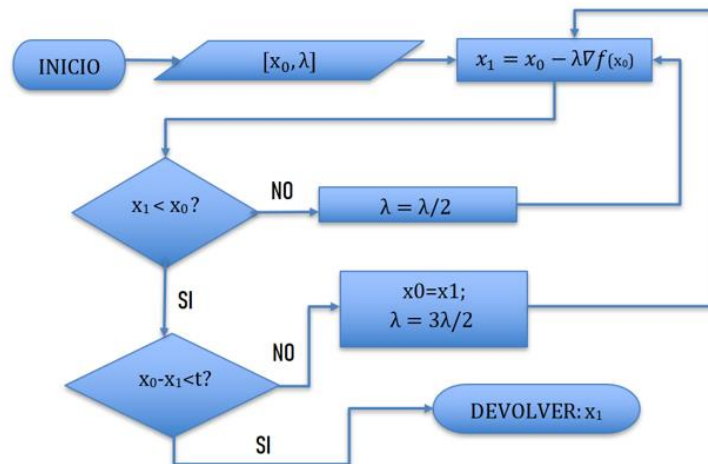 INICIO
[x₀, λ]
x₁ = x₀ − λ∇f(x₀)
x₁ < x₀ ?
NO
λ = λ/2
SI
x0=x1;
λ = 3λ/2
NO
x₀-x₁<t?
DEVOLVER: x₁
SI